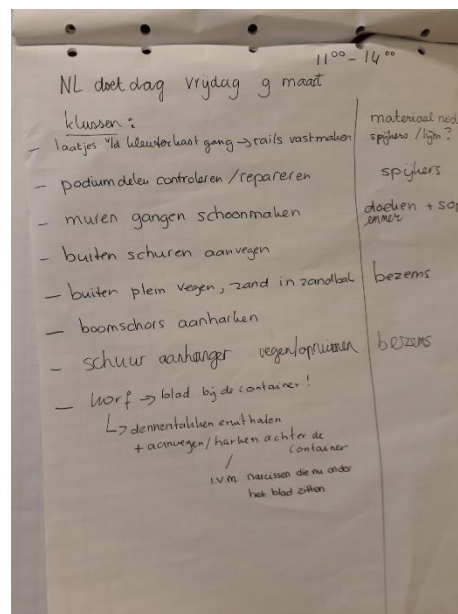 11⁰⁰ - 14⁰⁰
NL doet dag vrijdag 9 maart
klussen :
materiaal nod
- laatjes v/d kleuterkast gang → rails vastmaken
spijkers / lijm ?
- podium delen controleren / repareren
spijkers
- muren gangen schoonmaken
doeken + sop
emmer
- buiten schuren aanvegen
- buiten plein vegen, zand in zandbak
bezems
- boomschors aanharken
- schuur aanhanger vegen/opruimen
bezems
- worf → blad bij de container !
↳ dennentakken eruithalen
+ aanvegen / harken achter de
container
/
i.v.m. narcissen die nu onder
het blad zitten